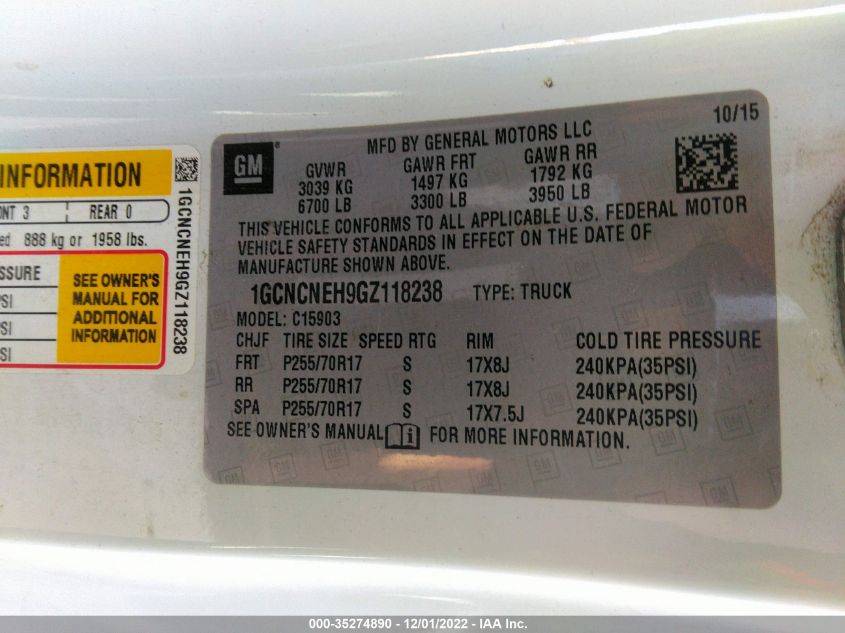 INFORMATION
NT 3 REAR 0
888 kg or 1958 lbs.
SSURE
SEE OWNER'S
MANUAL FOR
ADDITIONAL
INFORMATION
PSI
SI
SI
1GCNCNEH9GZ118238
GM
10/15
MFD BY GENERAL MOTORS LLC
GVWR GAWR FRT GAWR RR
3039 KG 1497 KG 1792 KG
6700 LB 3300 LB 3950 LB
THIS VEHICLE CONFORMS TO ALL APPLICABLE U.S. FEDERAL MOTOR
VEHICLE SAFETY STANDARDS IN EFFECT ON THE DATE OF
MANUFACTURE SHOWN ABOVE.
1GCNCNEH9GZ118238 TYPE: TRUCK
MODEL: C15903
CHJF TIRE SIZE SPEED RTG RIM COLD TIRE PRESSURE
FRT P255/70R17 S 17X8J 240KPA(35PSI)
RR P255/70R17 S 17X8J 240KPA(35PSI)
SPA P255/70R17 S 17X7.5J 240KPA(35PSI)
SEE OWNER'S MANUAL FOR MORE INFORMATION.
000-35274890 - 12/01/2022 - IAA Inc.